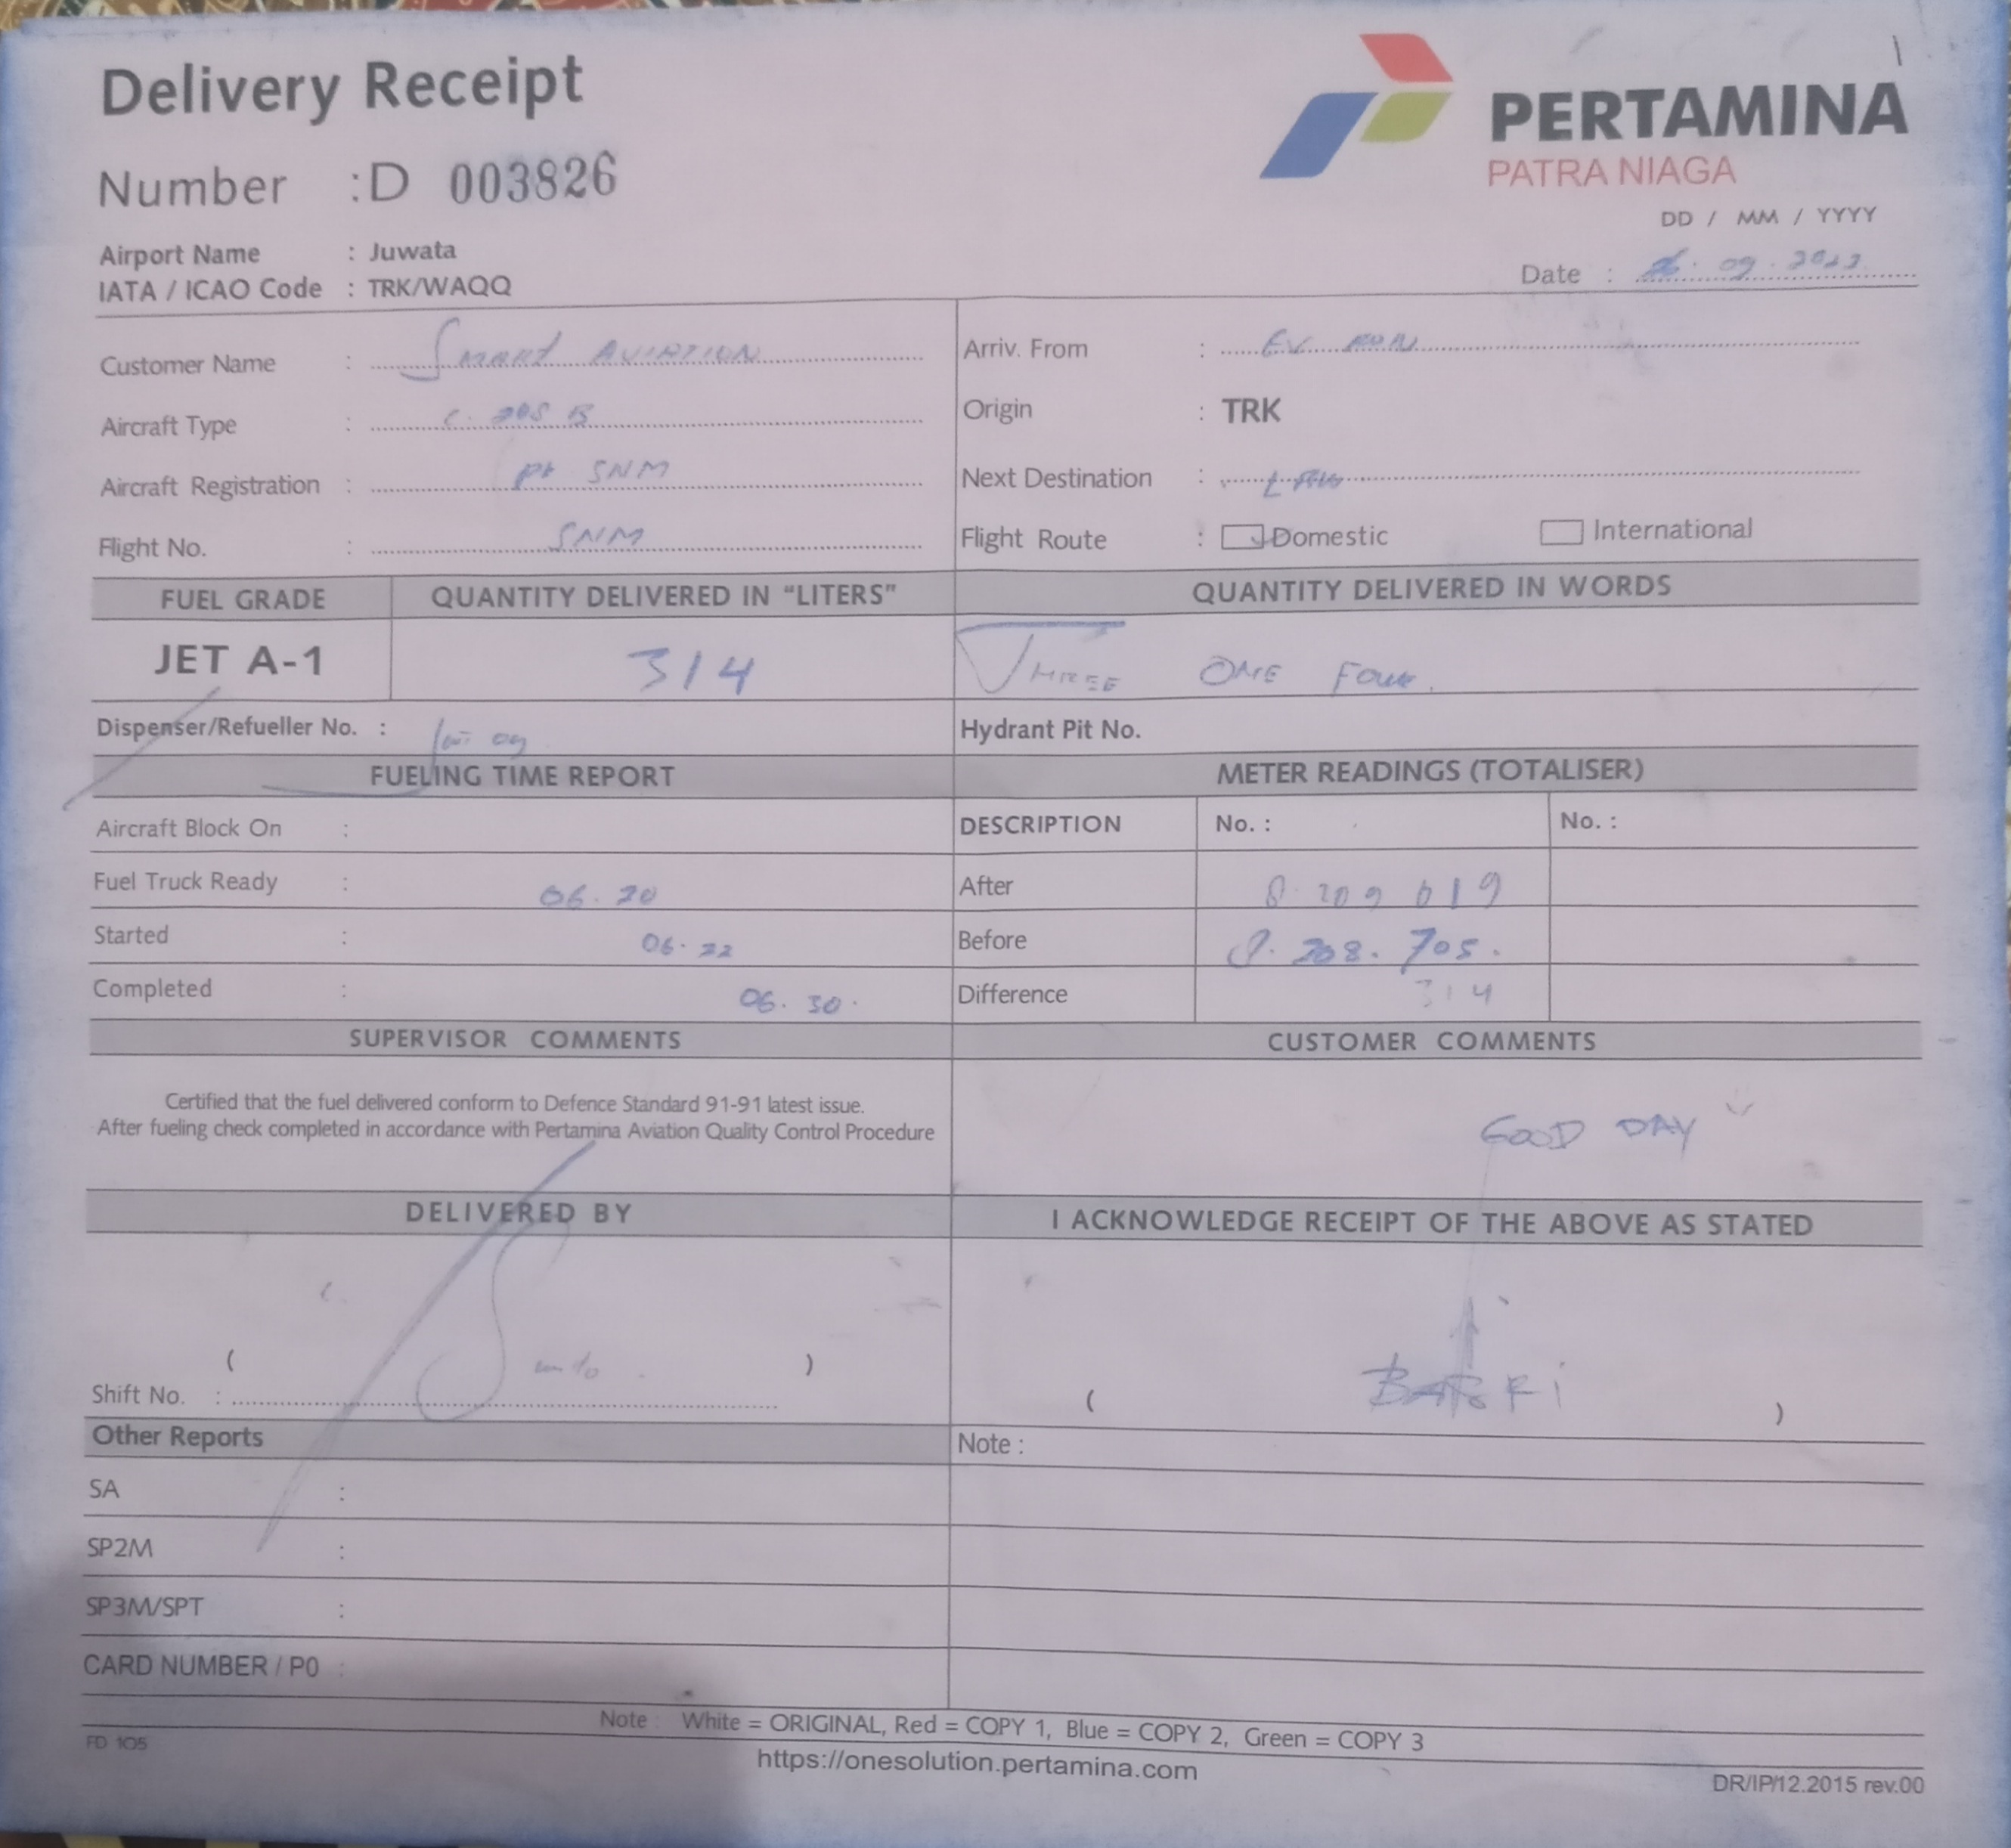 Delivery Receipt
PERTAMINA
PATRA NIAGA
Number : D 003826
DD / MM / YYYY
Airport Name : Juwata
IATA / ICAO Code : TRK/WAQQ
Date : 09
Customer Name : SMART AVIATION
Arriv. From :
Aircraft Type : C 208 B
Origin : TRK
Aircraft Registration : PK SNM
Next Destination :
Flight No. : SNM
Flight Route : Domestic International
FUEL GRADE QUANTITY DELIVERED IN "LITERS" QUANTITY DELIVERED IN WORDS
JET A-1 314 THREE ONE FOUR.
Dispenser/Refueller No. : Hydrant Pit No.
FUELING TIME REPORT METER READINGS (TOTALISER)
Aircraft Block On : DESCRIPTION No. : No. :
Fuel Truck Ready : 06.20 After
Started : 06.22 Before 8.208.705.
Completed : 06.30. Difference 314
SUPERVISOR COMMENTS CUSTOMER COMMENTS
Certified that the fuel delivered conform to Defence Standard 91-91 latest issue.
After fueling check completed in accordance with Pertamina Aviation Quality Control Procedure
GOOD DAY
DELIVERED BY I ACKNOWLEDGE RECEIPT OF THE ABOVE AS STATED
( )
Shift No. :
( )
Other Reports Note :
SA :
SP2M :
SP3M/SPT :
CARD NUMBER / P0 :
Note : White = ORIGINAL, Red = COPY 1, Blue = COPY 2, Green = COPY 3
FD 105
https://onesolution.pertamina.com
DR/IP/12.2015 rev.00